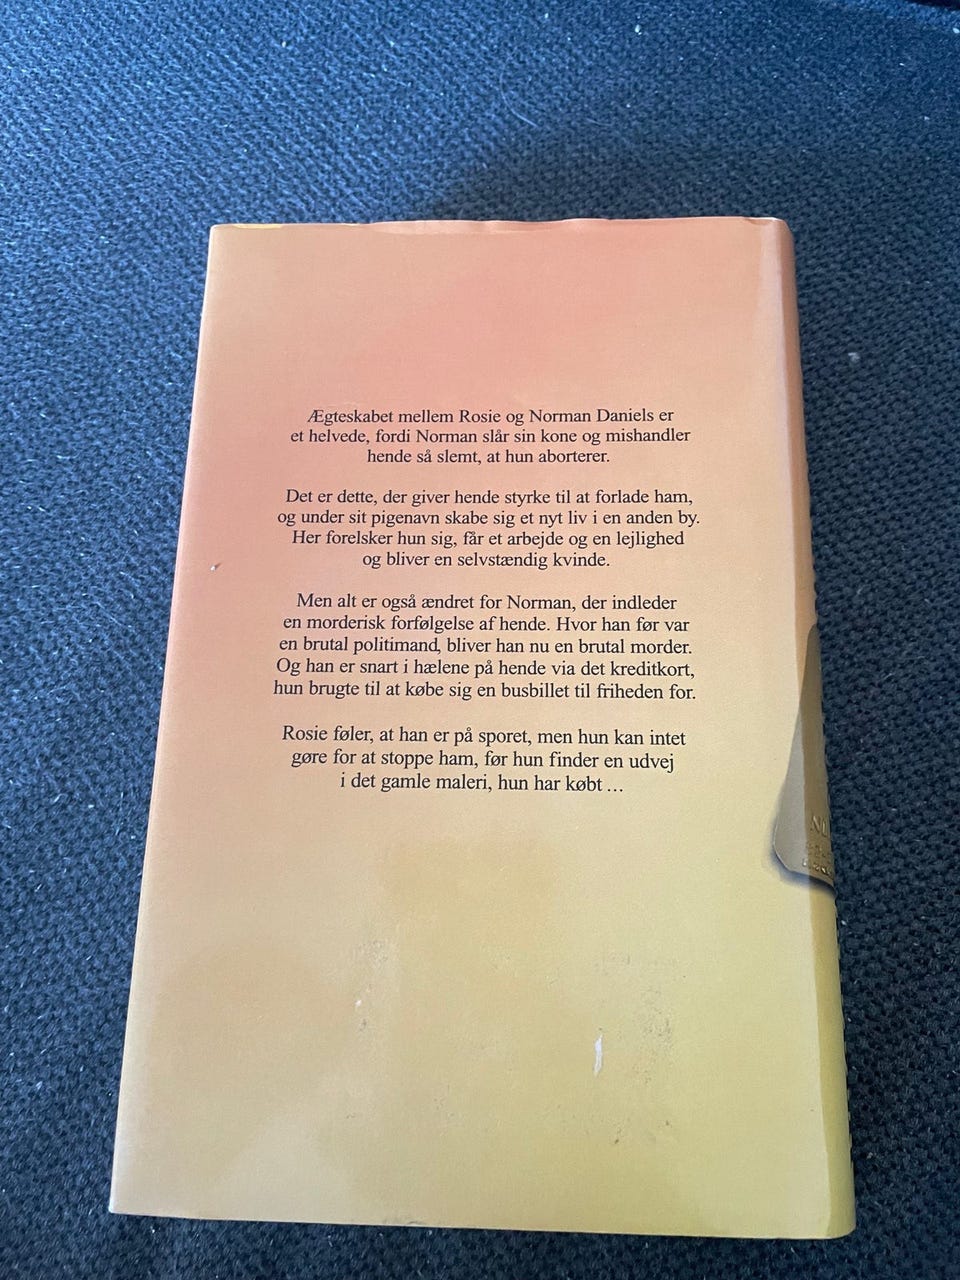 Ægteskabet mellem Rosie og Norman Daniels er
et helvede, fordi Norman slår sin kone og mishandler
hende så slemt, at hun aborterer.
Det er dette, der giver hende styrke til at forlade ham,
og under sit pigenavn skabe sig et nyt liv i en anden by.
Her forelsker hun sig, får et arbejde og en lejlighed
og bliver en selvstændig kvinde.
Men alt er også ændret for Norman, der indleder
en morderisk forfølgelse af hende. Hvor han før var
en brutal politimand, bliver han nu en brutal morder.
Og han er snart i hælene på hende via det kreditkort,
hun brugte til at købe sig en busbillet til friheden for.
Rosie føler, at han er på sporet, men hun kan intet
gøre for at stoppe ham, før hun finder en udvej
i det gamle maleri, hun har købt ...